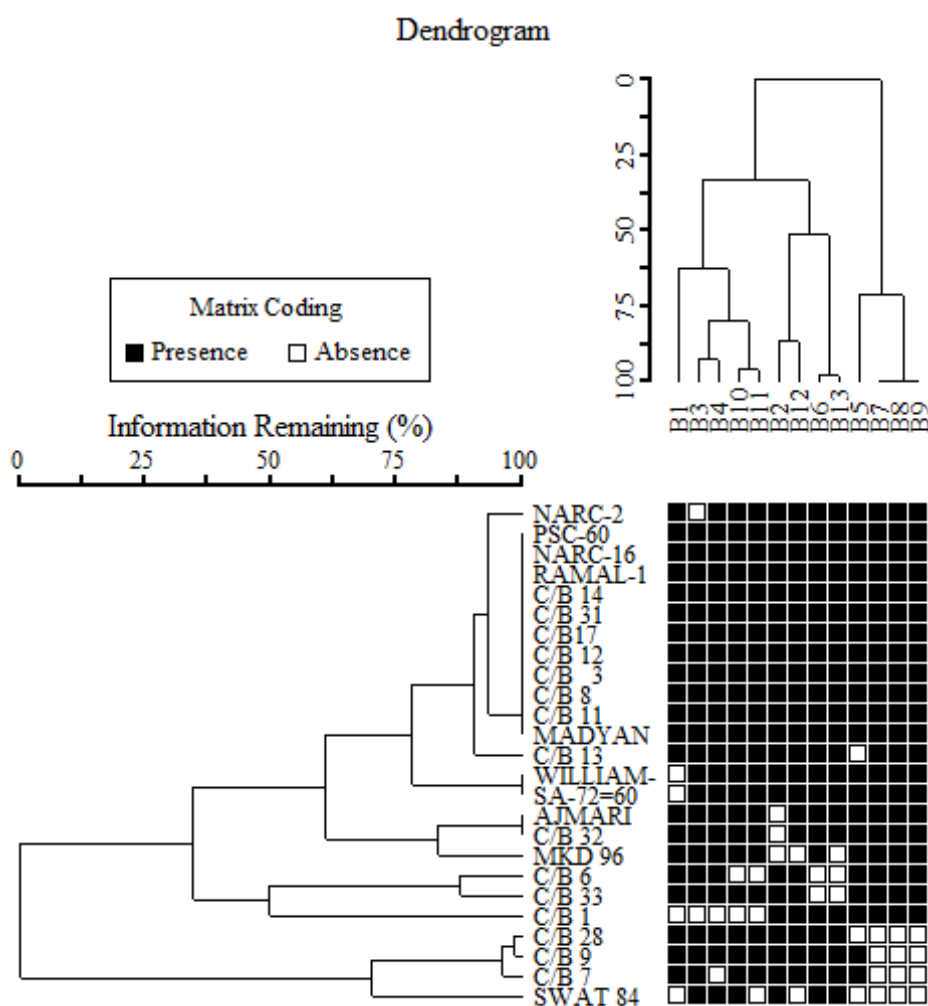 Dendrogram
0
25
50
75
100
B1
B3
B4
B10
B11
B2
B12
B6
B13
B5
B7
B8
B9
Matrix Coding
Presence Absence
Information Remaining (%)
0 25 50 75 100
NARC-2
PSC-60
NARC-16
RAMAL-1
C/B 14
C/B 31
C/B17
C/B 12
C/B 3
C/B 8
C/B 11
MADYAN
C/B 13
WILLIAM-
SA-72=60
AJMARI
C/B 32
MKD 96
C/B 6
C/B 33
C/B 1
C/B 28
C/B 9
C/B 7
SWAT 84